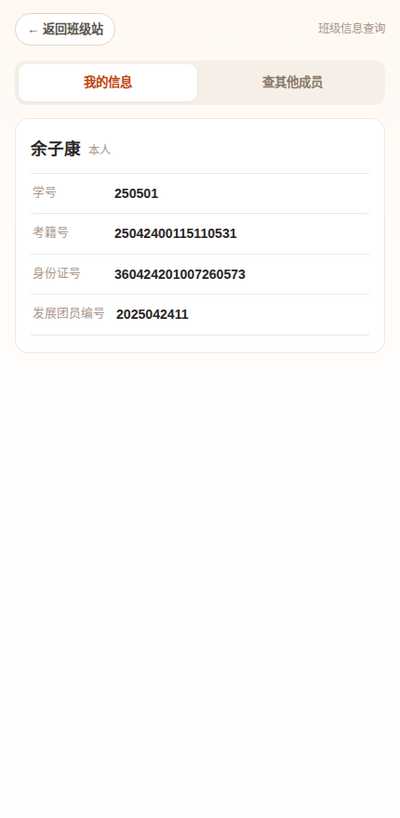 ← 返回班级站
班级信息查询
我的信息
查其他成员
余子康 本人
学号 250501
考籍号 25042400115110531
身份证号 360424201007260573
发展团员编号 2025042411